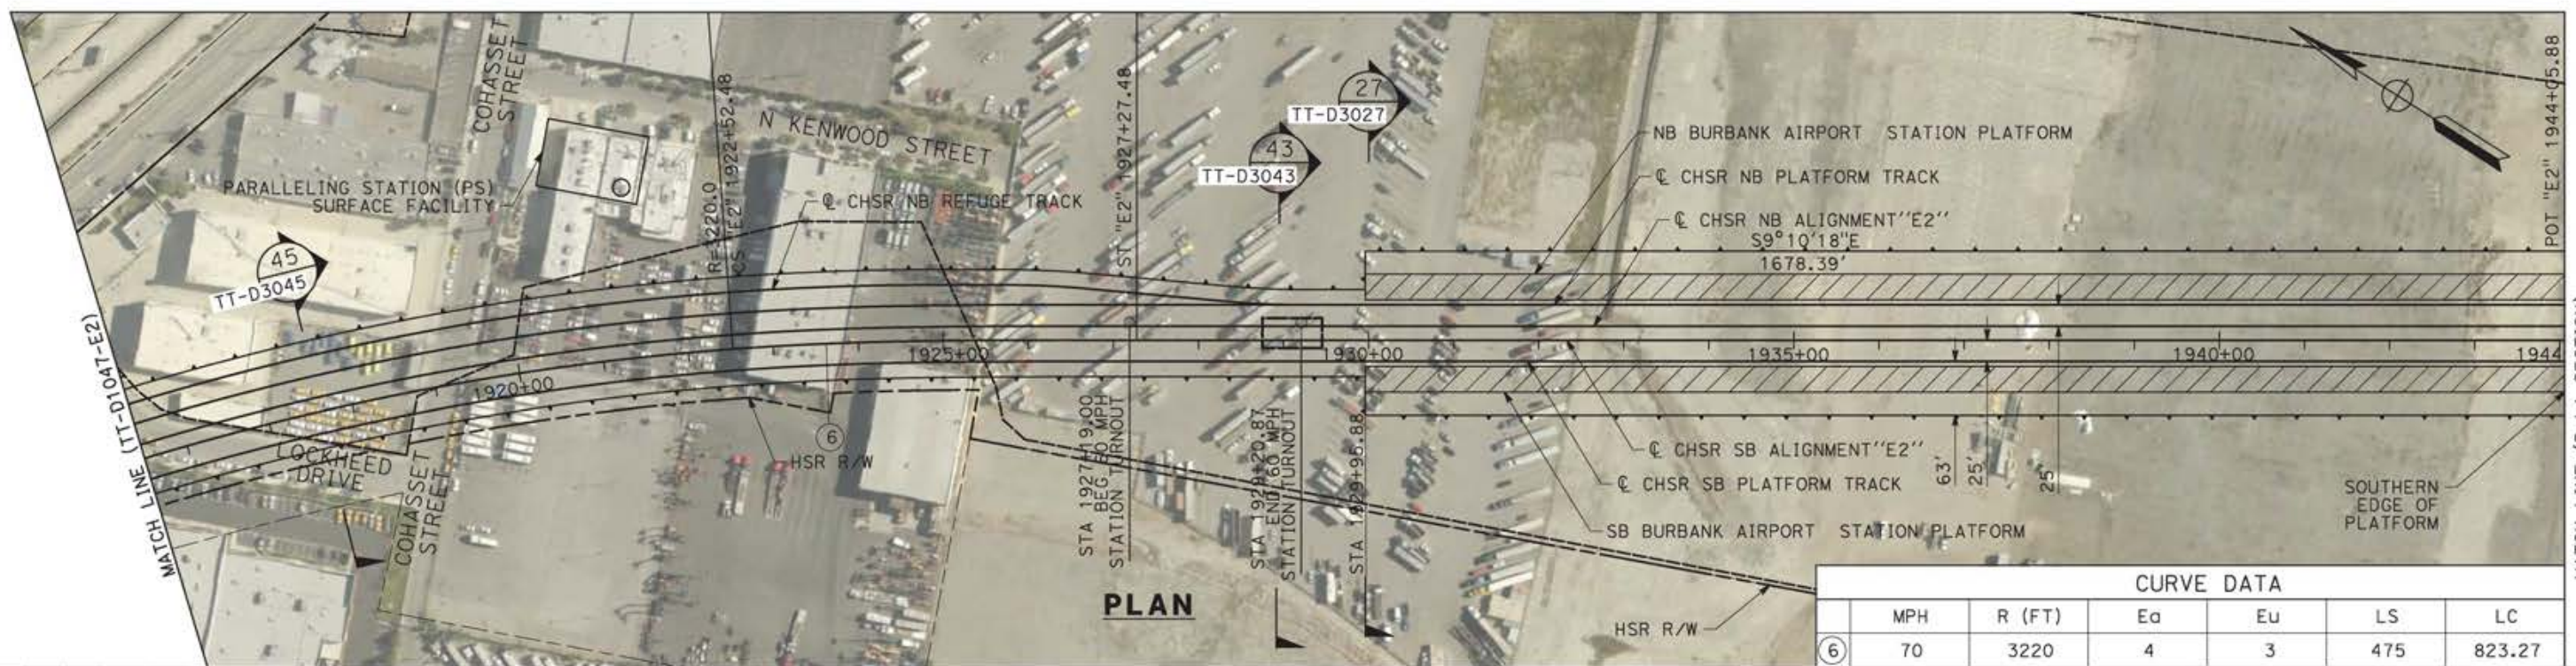 COHASSET
STREET
N KENWOOD STREET
R=3220.0
CS "E2" 1922+52.48
ST "E2" 1927+27.48
27
TT-D3027
43
TT-D3043
NB BURBANK AIRPORT STATION PLATFORM
℄ CHSR NB PLATFORM TRACK
℄ CHSR NB ALIGNMENT"E2"
S9°10'18"E
1678.39'
POT "E2" 1944+05.88
PARALLELING STATION (PS)
SURFACE FACILITY
℄ CHSR NB REFUGE TRACK
45
TT-D3045
MATCH LINE (TT-D1047-E2)
1920+00
1925+00
1930+00
1935+00
1940+00
1944
LOCKHEED
DRIVE
COHASSET
STREET
6
HSR R/W
STA 1927+19.00
STATION TURNOUT
STA 1929+20.87
END 60 MPH
STATION TURNOUT
STA 1929+95.88
℄ CHSR SB ALIGNMENT"E2"
℄ CHSR SB PLATFORM TRACK
SB BURBANK AIRPORT STATION PLATFORM
63'
25'
25'
SOUTHERN
EDGE OF
PLATFORM
HSR R/W
PLAN
CURVE DATA
MPH R (FT) Ea Eu LS LC
6 70 3220 4 3 475 823.27